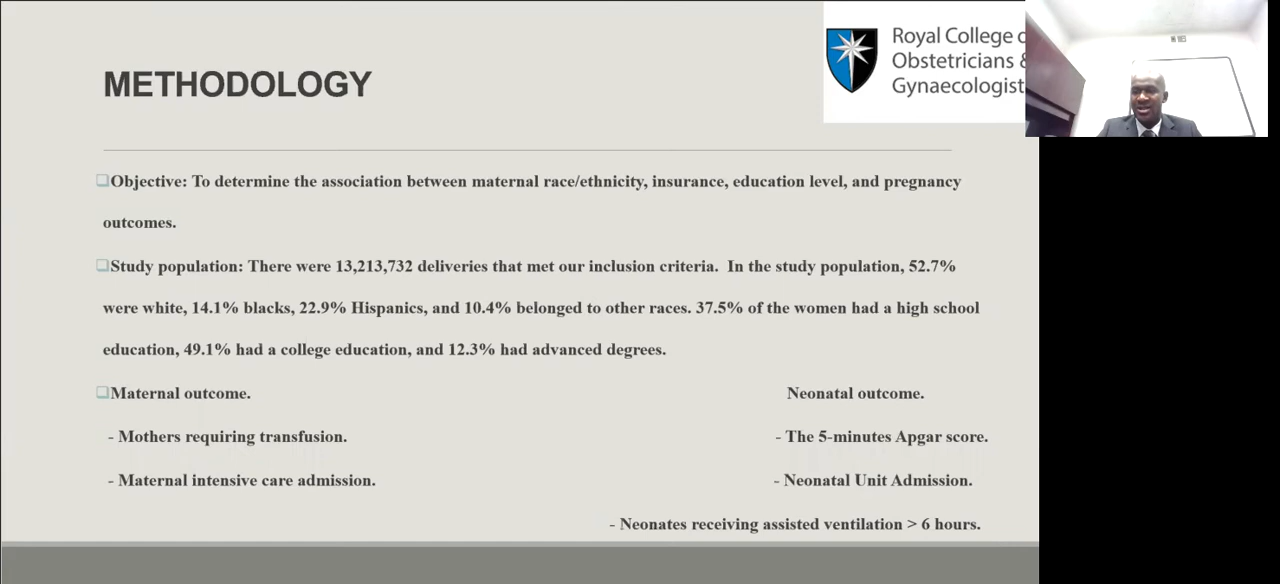 METHODOLOGY
Royal College
Obstetricians &
Gynaecologist
Objective: To determine the association between maternal race/ethnicity, insurance, education level, and pregnancy
outcomes.
Study population: There were 13,213,732 deliveries that met our inclusion criteria. In the study population, 52.7%
were white, 14.1% blacks, 22.9% Hispanics, and 10.4% belonged to other races. 37.5% of the women had a high school
education, 49.1% had a college education, and 12.3% had advanced degrees.
Maternal outcome.
- Mothers requiring transfusion.
- Maternal intensive care admission.
Neonatal outcome.
- The 5-minutes Apgar score.
- Neonatal Unit Admission.
- Neonates receiving assisted ventilation > 6 hours.